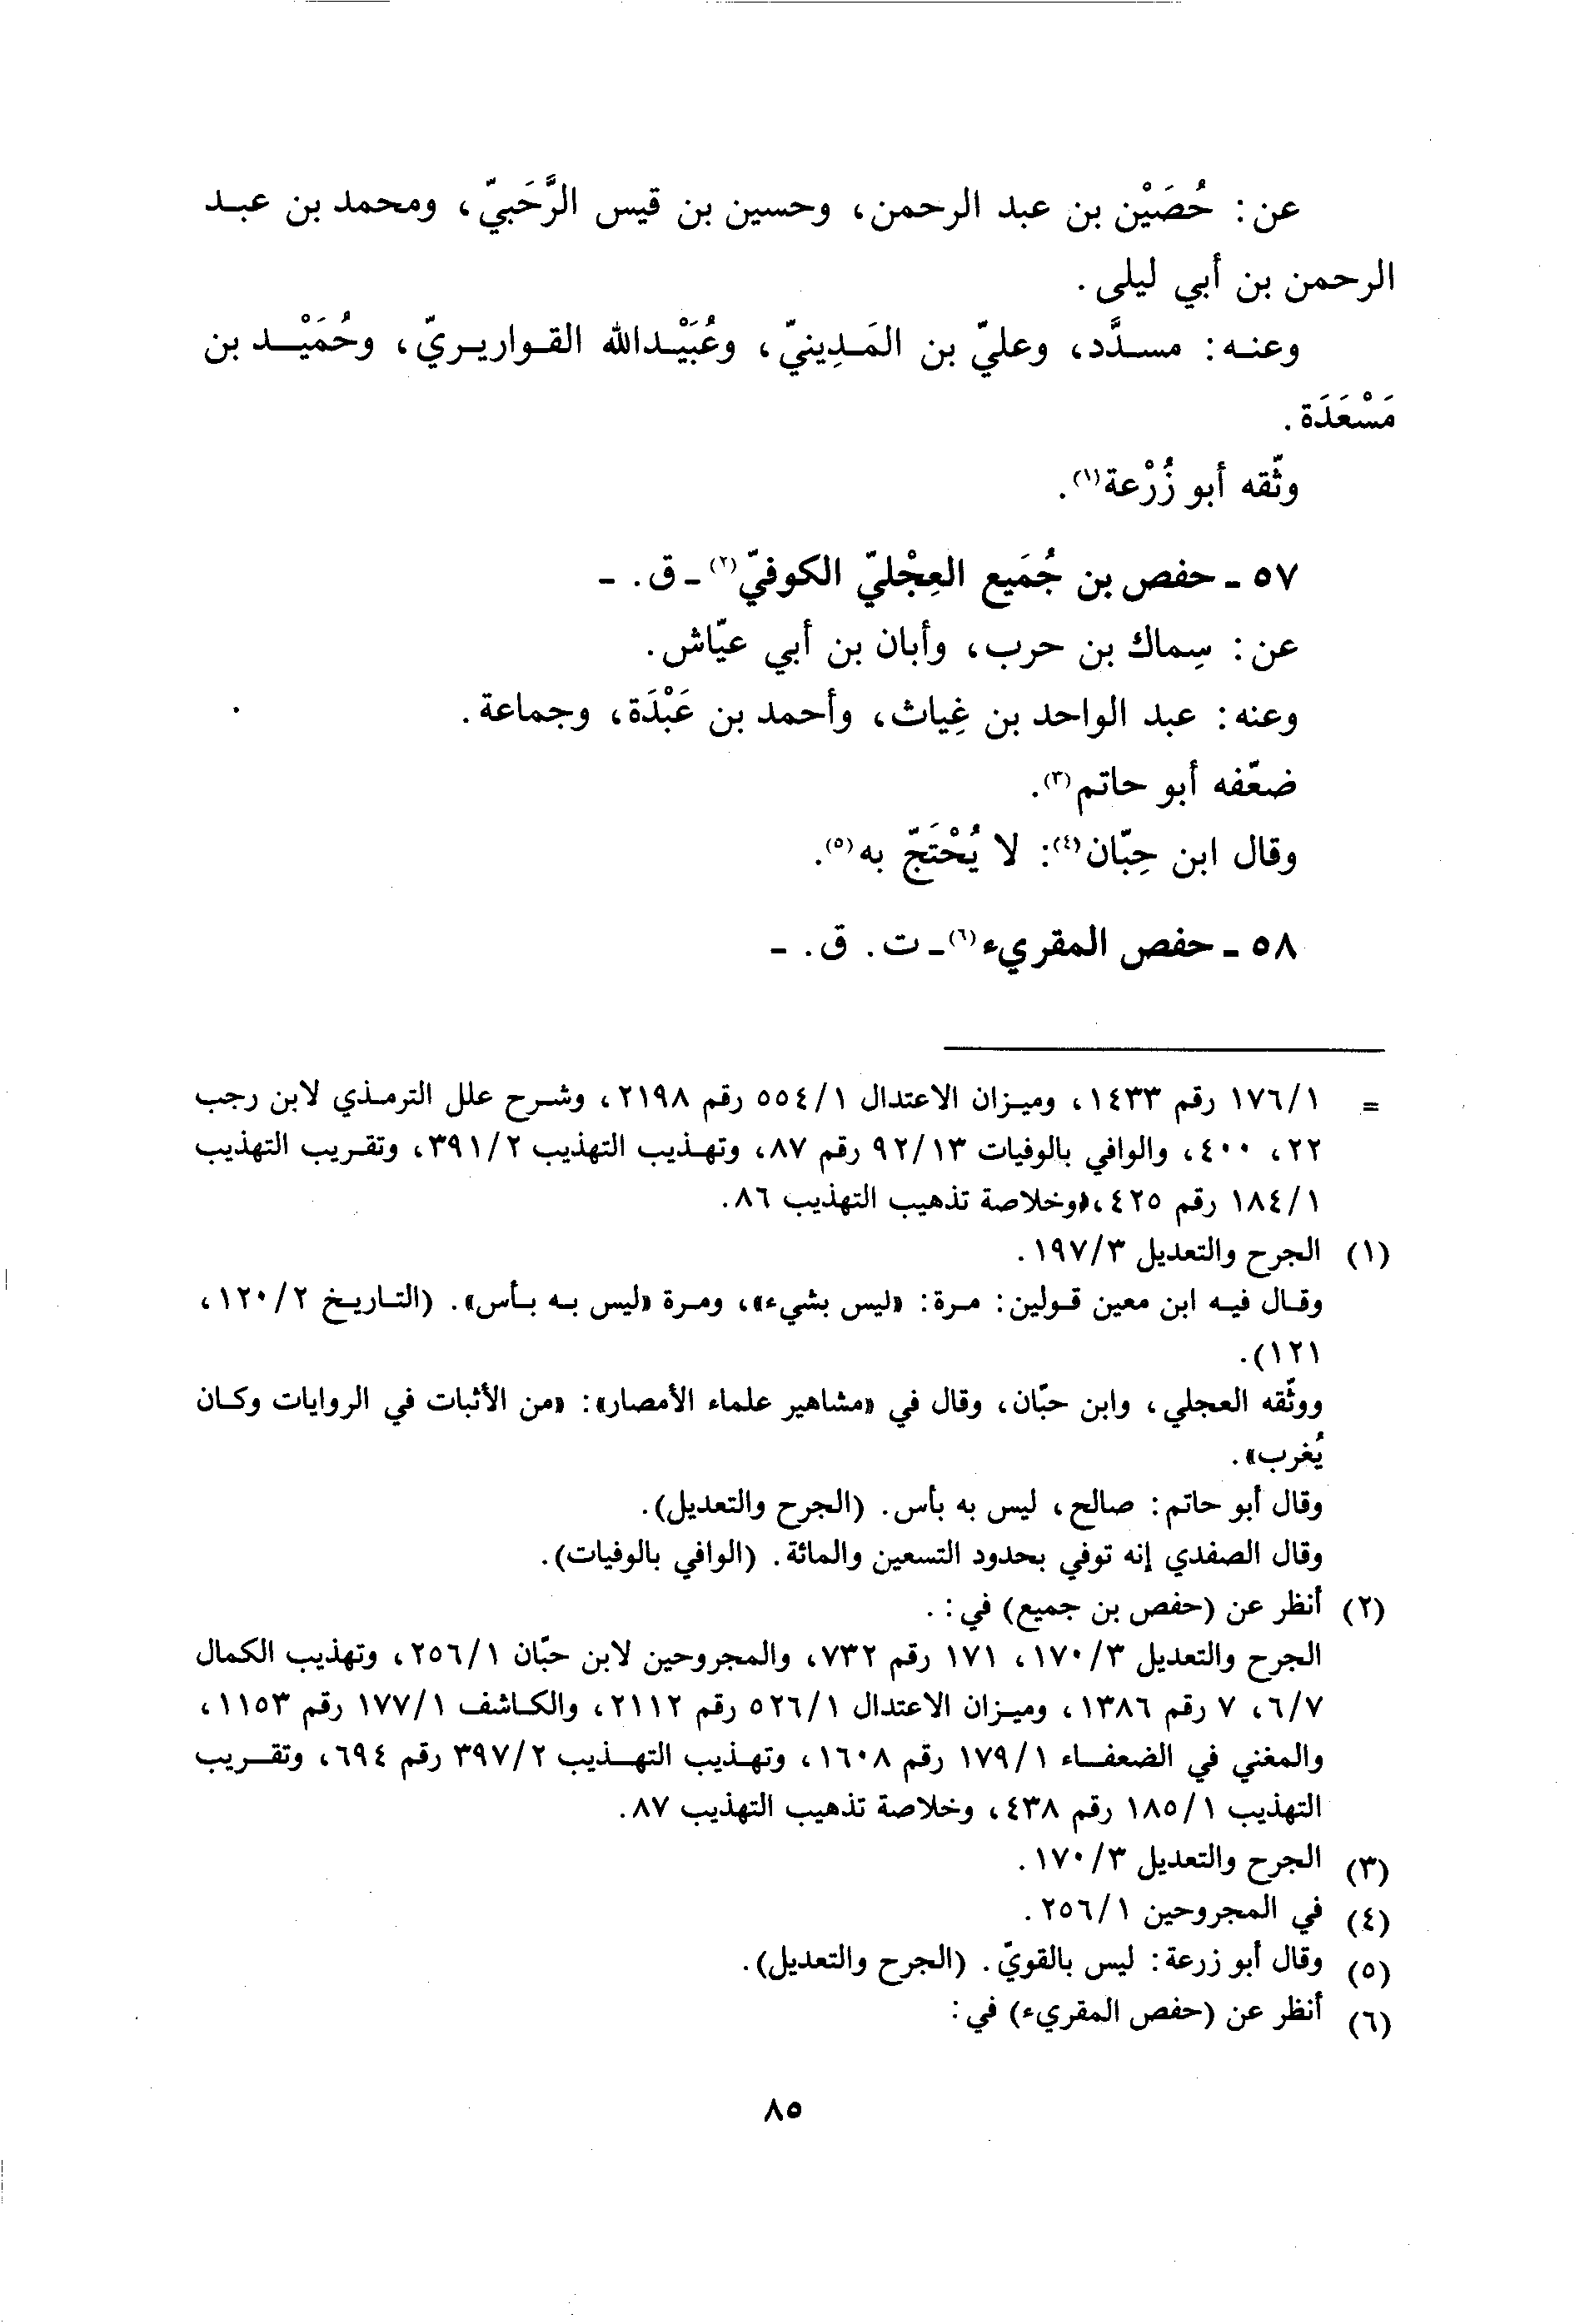 عن: حُصَيْن بن عبد الرحمن، وحسين بن قيس الرَّحَبيّ، ومحمد بن عبد
الرحمن بن أبي ليلى.
وعنه: مسدَّد، وعليّ بن المَدِينيّ، وعُبَيْدالله القواريريّ، وحُمَيْد بن
مَسْعَدَة.
وثّقه أبو زُرْعة(١).
٥٧ - حفص بن جُمَيع العِجْليّ الكوفيّ(٢) - ق. -
عن: سِماك بن حرب، وأبان بن أبي عيّاش.
وعنه: عبد الواحد بن غِياث، وأحمد بن عَبْدَة، وجماعة.
ضعّفه أبو حاتم(٣).
وقال ابن حِبّان(٤): لا يُحْتَجّ به(٥).
٥٨ - حفص المقريء(٦) - ت. ق. -
= ١/١٧٦ رقم ١٤٣٣، وميزان الاعتدال ١/٥٥٤ رقم ٢١٩٨، وشرح علل الترمذي لابن رجب
٢٢، ٤٠٠، والوافي بالوفيات ١٣/٩٢ رقم ٨٧، وتهذيب التهذيب ٢/٣٩١، وتقريب التهذيب
١/١٨٤ رقم ٤٢٥، وخلاصة تذهيب التهذيب ٨٦.
(١) الجرح والتعديل ٣/١٩٧.
وقال فيه ابن معين قولين: مرة: «ليس بشيء»، ومرة «ليس به بأس». (التاريخ ٢/١٢٠،
١٢١).
ووثّقه العجلي، وابن حبّان، وقال في «مشاهير علماء الأمصار»: «من الأثبات في الروايات وكان
يُغرب».
وقال أبو حاتم: صالح، ليس به بأس. (الجرح والتعديل).
وقال الصفدي إنه توفي بحدود التسعين والمائة. (الوافي بالوفيات).
(٢) أنظر عن (حفص بن جميع) في: .
الجرح والتعديل ٣/١٧٠، ١٧١ رقم ٧٣٢، والمجروحين لابن حبّان ١/٢٥٦، وتهذيب الكمال
٧/٦، ٧ رقم ١٣٨٦، وميزان الاعتدال ١/٥٢٦ رقم ٢١١٢، والكاشف ١/١٧٧ رقم ١١٥٣،
والمغني في الضعفاء ١/١٧٩ رقم ١٦٠٨، وتهذيب التهذيب ٢/٣٩٧ رقم ٦٩٤، وتقريب
التهذيب ١/١٨٥ رقم ٤٣٨، وخلاصة تذهيب التهذيب ٨٧.
(٣) الجرح والتعديل ٣/١٧٠.
(٤) في المجروحين ١/٢٥٦.
(٥) وقال أبو زرعة: ليس بالقويّ. (الجرح والتعديل).
(٦) أنظر عن (حفص المقريء) في:
٨٥